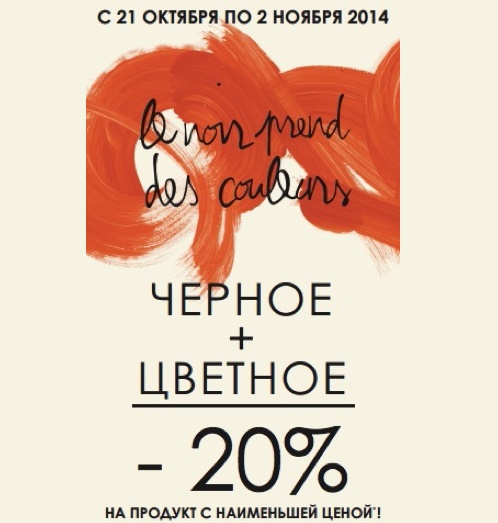 С 21 ОКТЯБРЯ ПО 2 НОЯБРЯ 2014
le noir prend
des couleurs
ЧЕРНОЕ
+
ЦВЕТНОЕ
- 20%
НА ПРОДУКТ С НАИМЕНЬШЕЙ ЦЕНОЙ*!